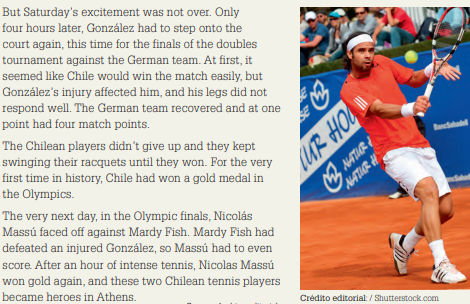 But Saturday's excitement was not over. Only
four hours later, González had to step onto the
court again, this time for the finals of the doubles
tournament against the German team. At first, it
seemed like Chile would win the match easily, but
González's injury affected him, and his legs did not
respond well. The German team recovered and at one
point had four match points.
The Chilean players didn't give up and they kept
swinging their racquets until they won. For the very
first time in history, Chile had won a gold medal in
the Olympics.
The very next day, in the Olympic finals, Nicolás
Massú faced off against Mardy Fish. Mardy Fish had
defeated an injured González, so Massú had to even
score. After an hour of intense tennis, Nicolas Massú
won gold again, and these two Chilean tennis players
became heroes in Athens.
BancSabadell
Crédito editorial: / Shutterstock.com